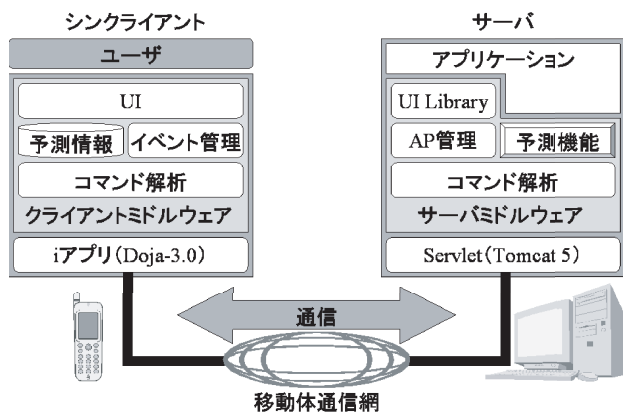 シンクライアント
ユーザ
UI
予測情報
イベント管理
コマンド解析
クライアントミドルウェア
iアプリ(Doja-3.0)
サーバ
アプリケーション
UI Library
AP管理
予測機能
コマンド解析
サーバミドルウェア
Servlet(Tomcat 5)
通信
移動体通信網